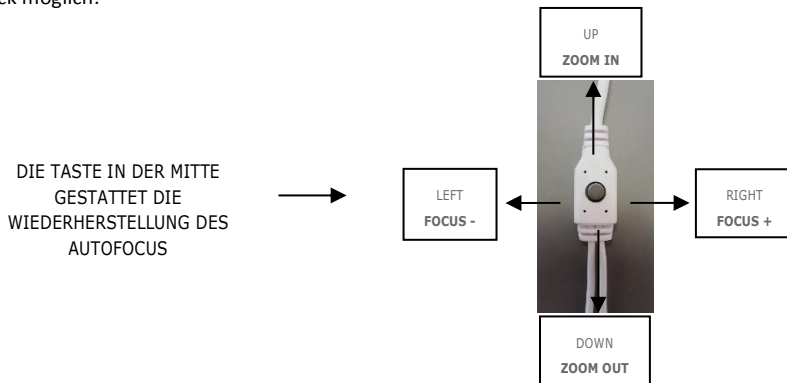 möglich.
UP
ZOOM IN
DIE TASTE IN DER MITTE
GESTATTET DIE
WIEDERHERSTELLUNG DES
AUTOFOCUS
LEFT
FOCUS -
RIGHT
FOCUS +
DOWN
ZOOM OUT